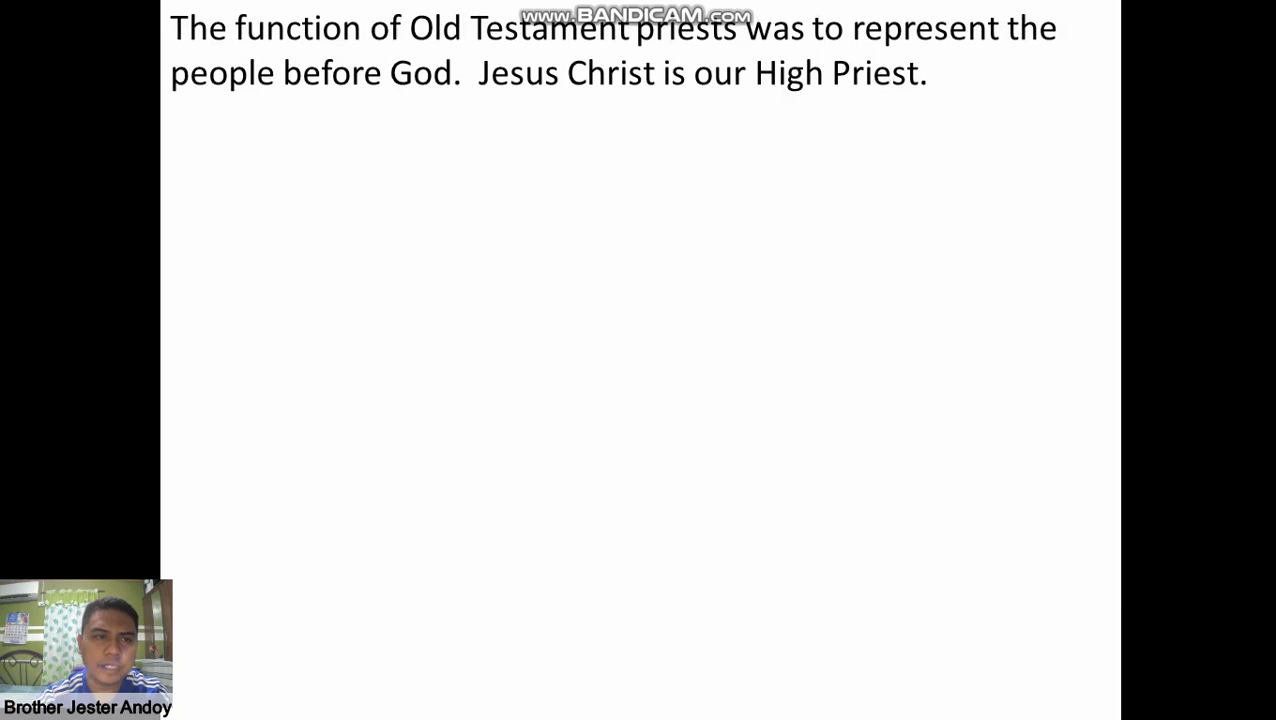 www.BANDICAM.com
The function of Old Testament priests was to represent the
people before God.  Jesus Christ is our High Priest.
Brother Jester Andoy